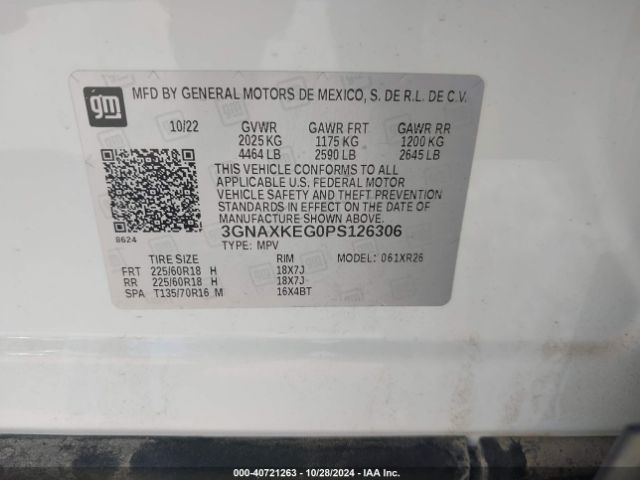 gm
MFD BY GENERAL MOTORS DE MEXICO, S. DE R.L. DE C.V.
10/22 GVWR GAWR FRT GAWR RR
2025 KG 1175 KG 1200 KG
4464 LB 2590 LB 2645 LB
THIS VEHICLE CONFORMS TO ALL
APPLICABLE U.S. FEDERAL MOTOR
VEHICLE SAFETY AND THEFT PREVENTION
STANDARDS IN EFFECT ON THE DATE OF
MANUFACTURE SHOWN ABOVE.
8624
3GNAXKEG0PS126306
TYPE: MPV
TIRE SIZE RIM MODEL: 061XR26
FRT 225/60R18 H 18X7J
RR 225/60R18 H 18X7J
SPA T135/70R16 M 16X4BT
000-40721263 - 10/28/2024 - IAA Inc.